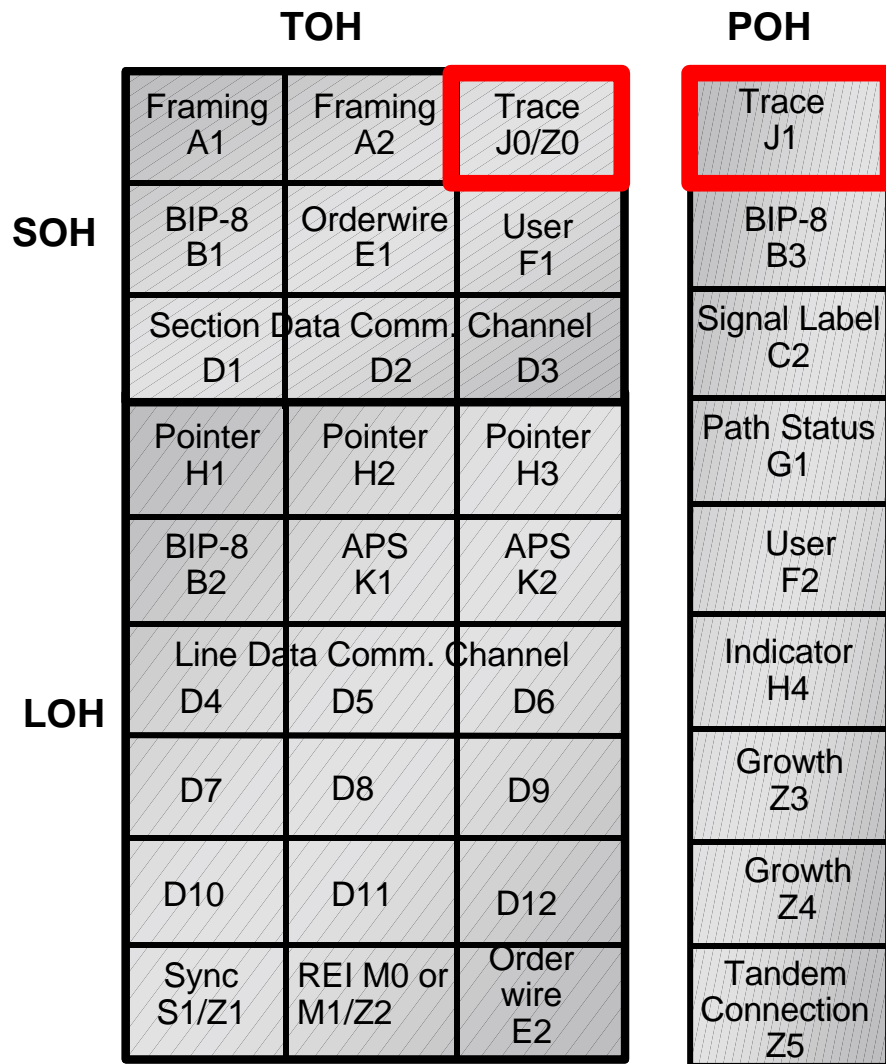 TOH
POH
Framing
A1
Framing
A2
Trace
J0/Z0
Trace
J1
SOH
BIP-8
B1
Orderwire
E1
User
F1
BIP-8
B3
Section Data Comm. Channel
D1
D2
D3
Signal Label
C2
Pointer
H1
Pointer
H2
Pointer
H3
Path Status
G1
BIP-8
B2
APS
K1
APS
K2
User
F2
LOH
Line Data Comm. Channel
D4
D5
D6
Indicator
H4
D7
D8
D9
Growth
Z3
D10
D11
D12
Growth
Z4
Sync
S1/Z1
REI M0 or
M1/Z2
Order
wire
E2
Tandem
Connection
Z5